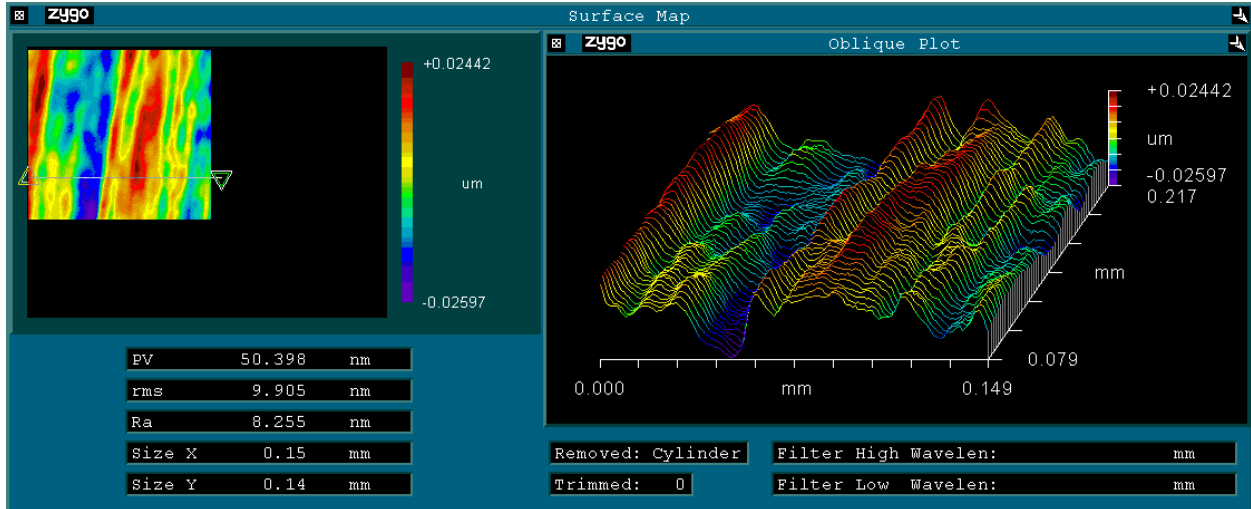 zygo Surface Map
+0.02442
um
-0.02597
zygo Oblique Plot
+0.02442
um
-0.02597
0.217
mm
0.079
0.000 mm 0.149
PV 50.398 nm
rms 9.905 nm
Ra 8.255 nm
Size X 0.15 mm
Size Y 0.14 mm
Removed: Cylinder
Trimmed: 0
Filter High Wavelen: mm
Filter Low Wavelen: mm